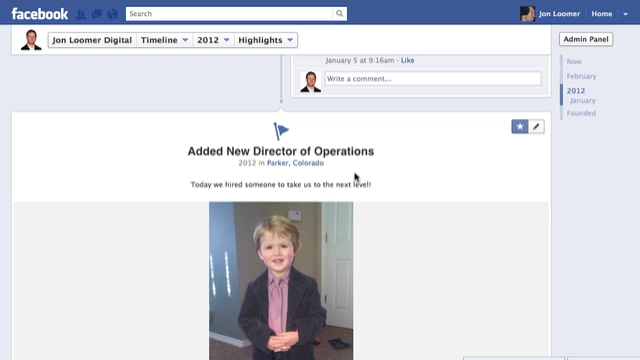 facebook
Search
Jon Loomer
Home
Jon Loomer Digital
Timeline
2012
Highlights
Admin Panel
January 5 at 9:16am · Like
Write a comment...
Now
February
2012
January
Founded
Added New Director of Operations
2012 in Parker, Colorado
Today we hired someone to take us to the next level!